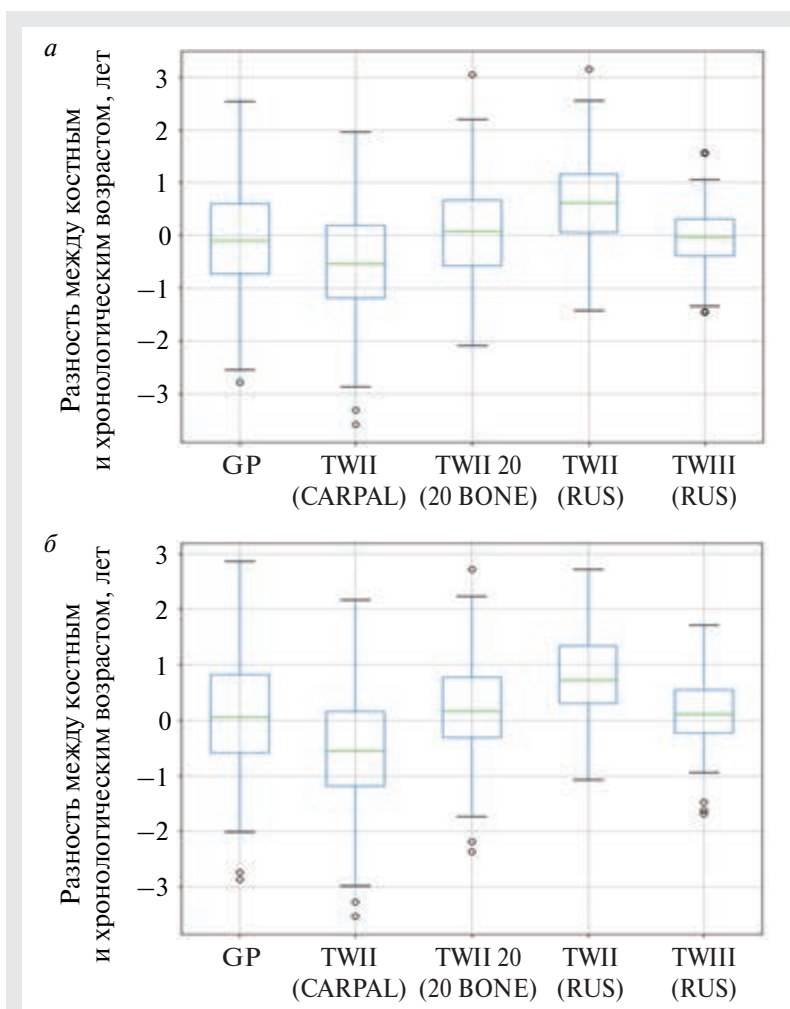 а
Разность между костным
и хронологическим возрастом, лет
3
2
1
0
−1
−2
−3
GP TWII TWII 20 TWII TWIII
(CARPAL) (20 BONE) (RUS) (RUS)
б
Разность между костным
и хронологическим возрастом, лет
3
2
1
0
−1
−2
−3
GP TWII TWII 20 TWII TWIII
(CARPAL) (20 BONE) (RUS) (RUS)